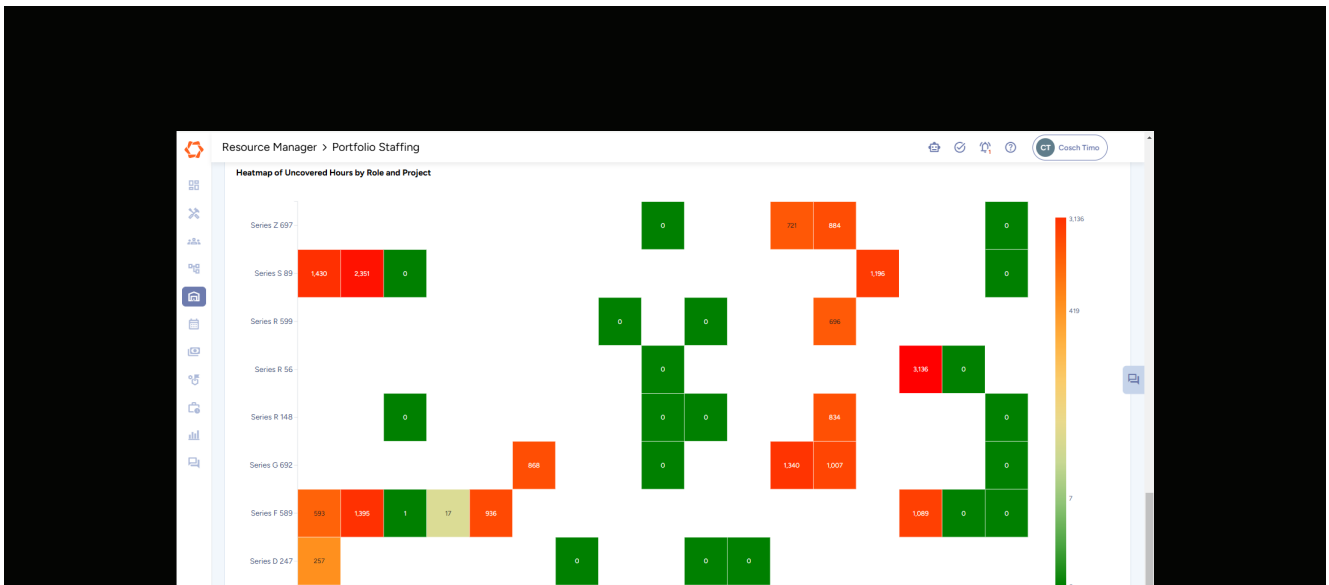 Resource Manager > Portfolio Staffing
1
CT Cosch Timo
Heatmap of Uncovered Hours by Role and Project
Series Z 697 0 721 884 0
3,136
Series S 89 1,430 2,351 0 1,196 0
419
Series R 599 0 0 696
Series R 56 0 3,136 0
Series R 148 0 0 0 834 0
Series G 692 868 0 1,340 1,007 0
7
Series F 589 593 1,395 1 17 936 1,089 0 0
Series D 247 257 0 0 0